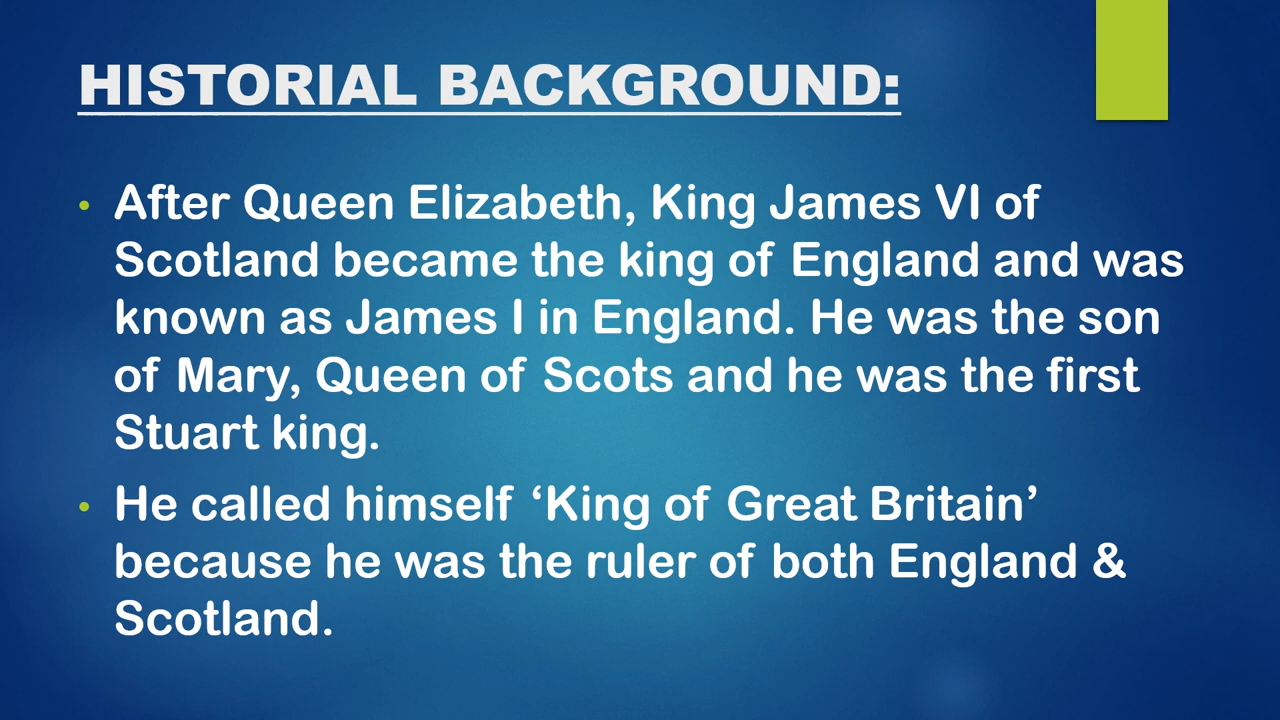 HISTORIAL BACKGROUND:
• After Queen Elizabeth, King James VI of
Scotland became the king of England and was
known as James I in England. He was the son
of Mary, Queen of Scots and he was the first
Stuart king.
• He called himself ‘King of Great Britain’
because he was the ruler of both England &
Scotland.